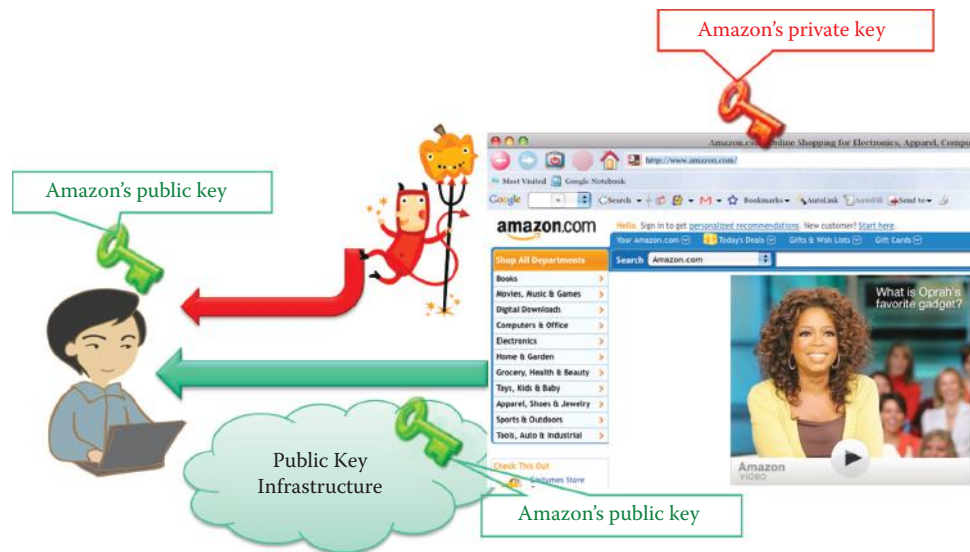 Amazon's private key
Amazon's public key
Amazon.com: Online Shopping for Electronics, Apparel, Compu
http://www.amazon.com/
Most Visited Google Notebook
Google Search Bookmarks AutoLink AutoFill Send to
amazon.com
Hello. Sign in to get personalized recommendations. New customer? Start here.
Your Amazon.com Today's Deals Gifts & Wish Lists Gift Cards
Shop All Departments
Search Amazon.com
Books
Movies, Music & Games
Digital Downloads
Computers & Office
Electronics
Home & Garden
Grocery, Health & Beauty
Toys, Kids & Baby
Apparel, Shoes & Jewelry
Sports & Outdoors
Tools, Auto & Industrial
What is Oprah's
favorite gadget?
Amazon
video
Check This Out
Costumes Store
Public Key
Infrastructure
Amazon's public key